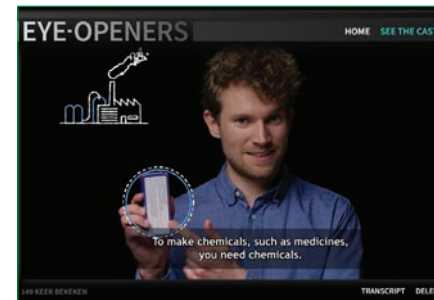 EYE-OPENERS
HOME SEE THE CAST
To make chemicals, such as medicines,
you need chemicals.
149 KEER BEKEKEN
TRANSCRIPT DELE